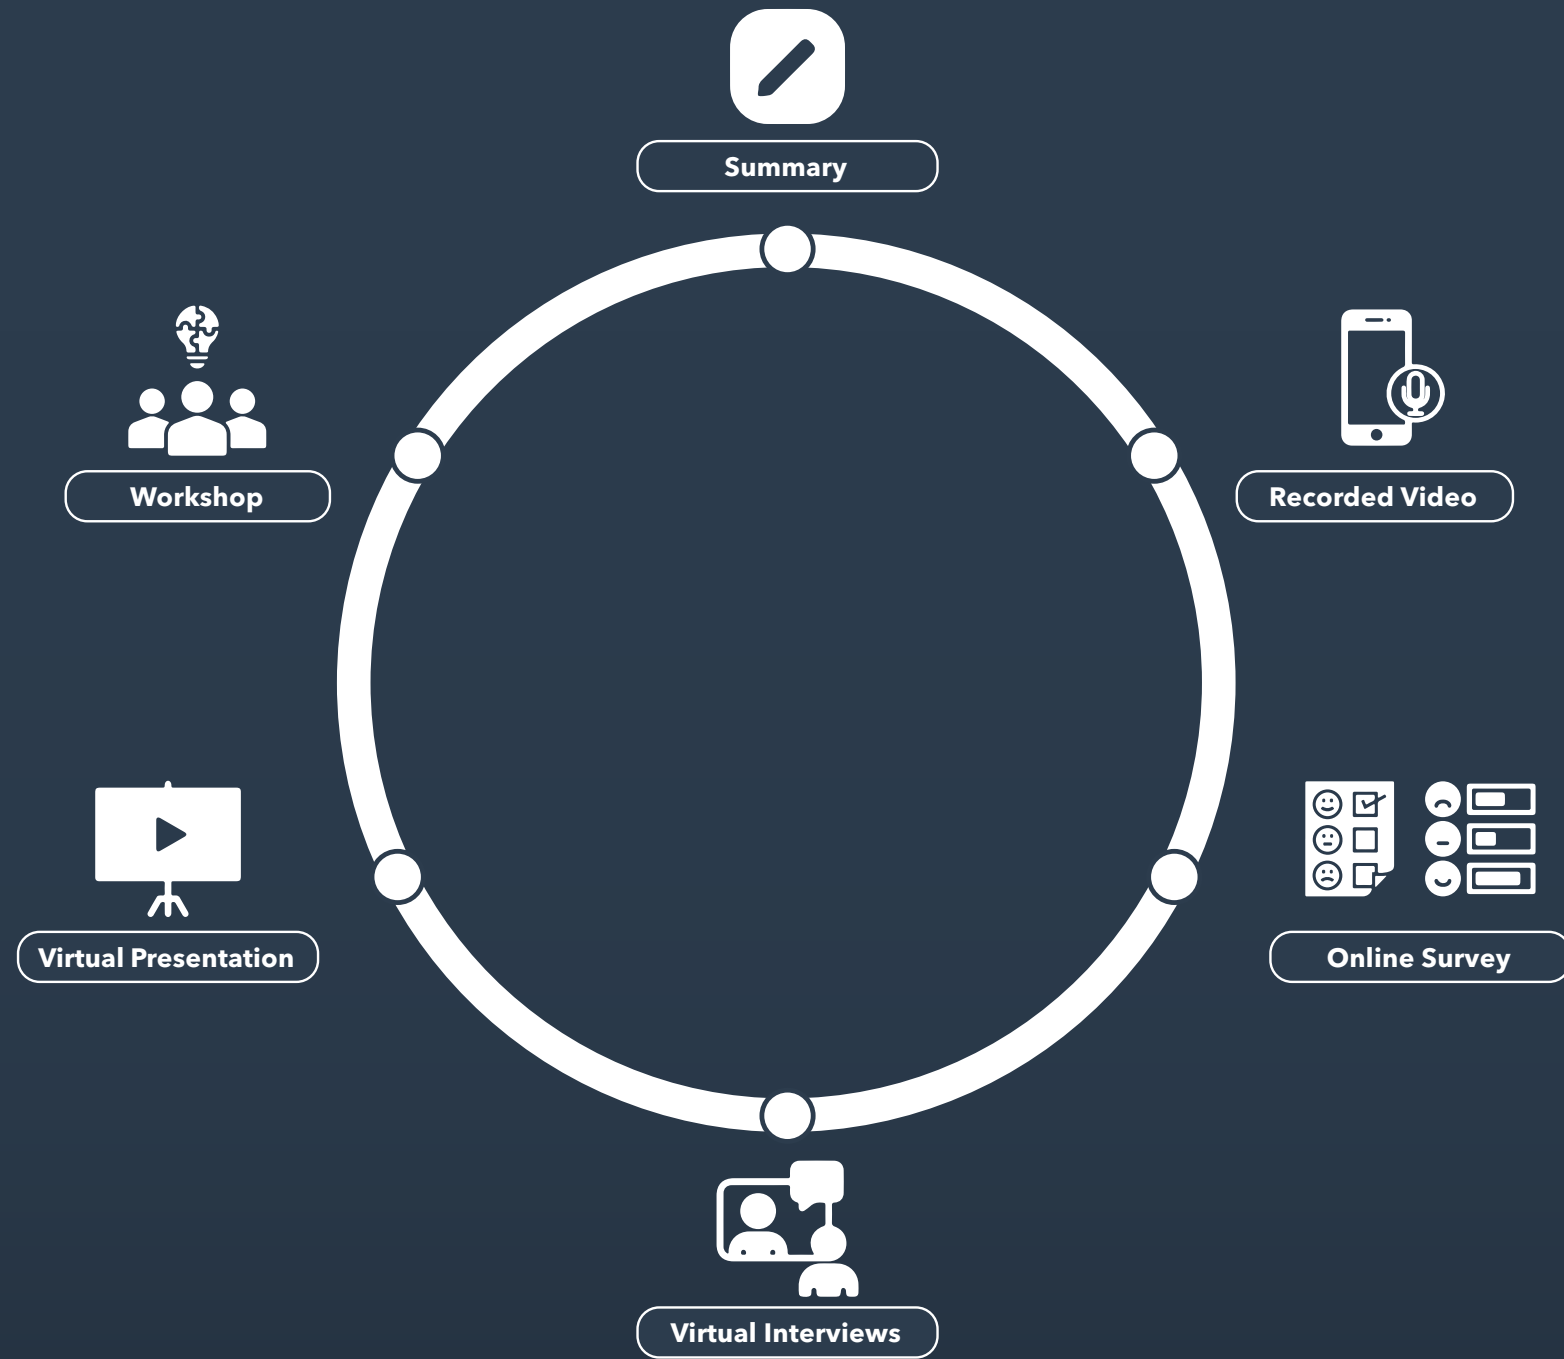 Summary
Workshop
Recorded Video
Virtual Presentation
Online Survey
Virtual Interviews